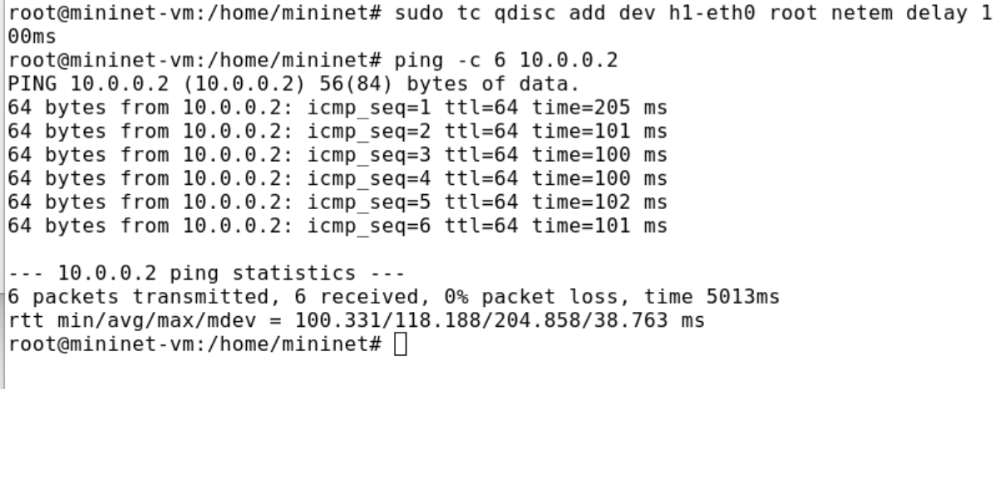 root@mininet-vm:/home/mininet# sudo tc qdisc add dev h1-eth0 root netem delay 1
00ms
root@mininet-vm:/home/mininet# ping -c 6 10.0.0.2
PING 10.0.0.2 (10.0.0.2) 56(84) bytes of data.
64 bytes from 10.0.0.2: icmp_seq=1 ttl=64 time=205 ms
64 bytes from 10.0.0.2: icmp_seq=2 ttl=64 time=101 ms
64 bytes from 10.0.0.2: icmp_seq=3 ttl=64 time=100 ms
64 bytes from 10.0.0.2: icmp_seq=4 ttl=64 time=100 ms
64 bytes from 10.0.0.2: icmp_seq=5 ttl=64 time=102 ms
64 bytes from 10.0.0.2: icmp_seq=6 ttl=64 time=101 ms
--- 10.0.0.2 ping statistics ---
6 packets transmitted, 6 received, 0% packet loss, time 5013ms
rtt min/avg/max/mdev = 100.331/118.188/204.858/38.763 ms
root@mininet-vm:/home/mininet#